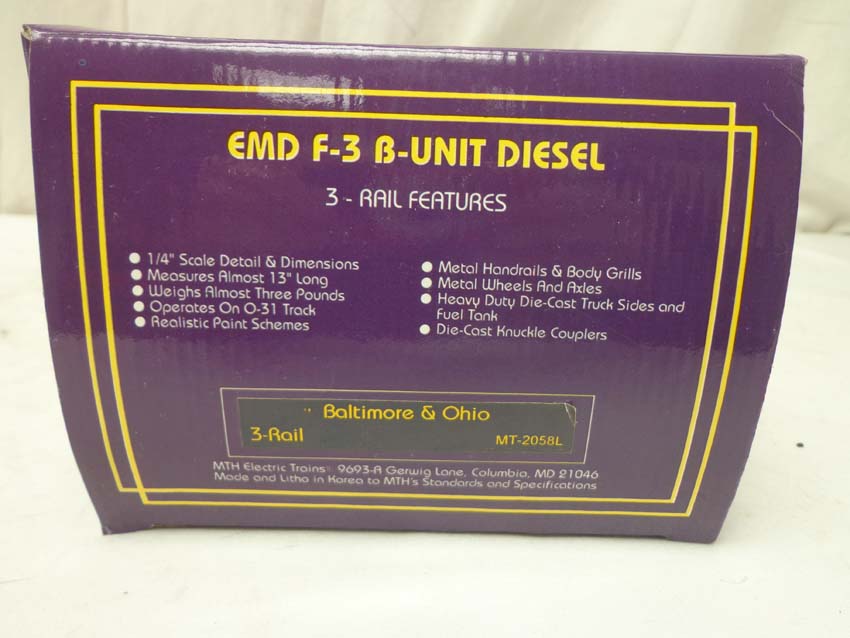 EMD F-3 B-UNIT DIESEL
3 - RAIL FEATURES
● 1/4" Scale Detail & Dimensions
● Measures Almost 13" Long
● Weighs Almost Three Pounds
● Operates On O-31 Track
● Realistic Paint Schemes
● Metal Handrails & Body Grills
● Metal Wheels And Axles
● Heavy Duty Die-Cast Truck Sides and
Fuel Tank
● Die-Cast Knuckle Couplers
Baltimore & Ohio
3-Rail MT-2058L
MTH Electric Trains 9693-A Gerwig Lane, Columbia, MD 21046
Made and Litho in Korea to MTH's Standards and Specifications